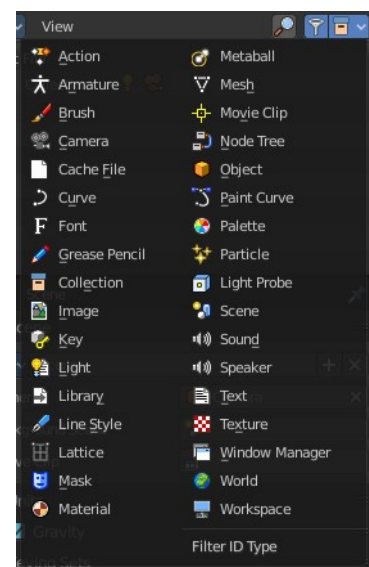 View
Action
Armature
Brush
Camera
Cache File
Curve
Font
Grease Pencil
Collection
Image
Key
Light
Library
Line Style
Lattice
Mask
Material
Gravity
Metaball
Mesh
Movie Clip
Node Tree
Object
Paint Curve
Palette
Particle
Light Probe
Scene
Sound
Speaker
Text
Texture
Window Manager
World
Workspace
Filter ID Type